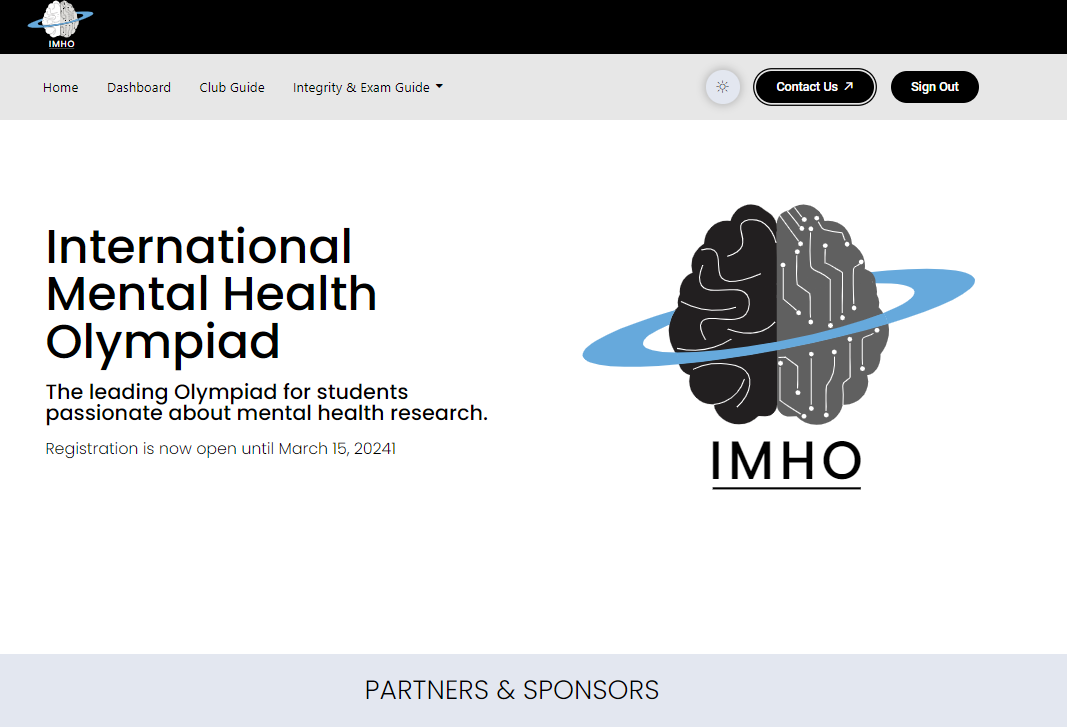 IMHO
Home Dashboard Club Guide Integrity & Exam Guide Contact Us Sign Out
International
Mental Health
Olympiad
The leading Olympiad for students
passionate about mental health research.
Registration is now open until March 15, 20241
IMHO
PARTNERS & SPONSORS